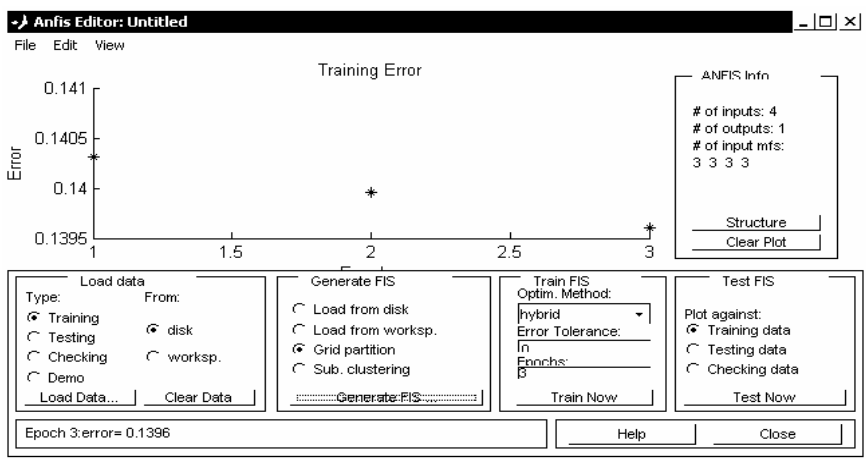 Anfis Editor: Untitled
File Edit View
Training Error
0.141
0.1405
0.14
0.1395
Error
1 1.5 2 2.5 3
ANFIS Info
# of inputs: 4
# of outputs: 1
# of input mfs:
3 3 3 3
Structure
Clear Plot
Load data
Type:
From:
Training
Testing
Checking
Demo
disk
worksp.
Load Data...
Clear Data
Generate FIS
Load from disk
Load from worksp.
Grid partition
Sub. clustering
Generate FIS ...
Train FIS
Optim. Method:
hybrid
Error Tolerance:
0
Epochs:
3
Train Now
Test FIS
Plot against:
Training data
Testing data
Checking data
Test Now
Epoch 3:error= 0.1396
Help
Close